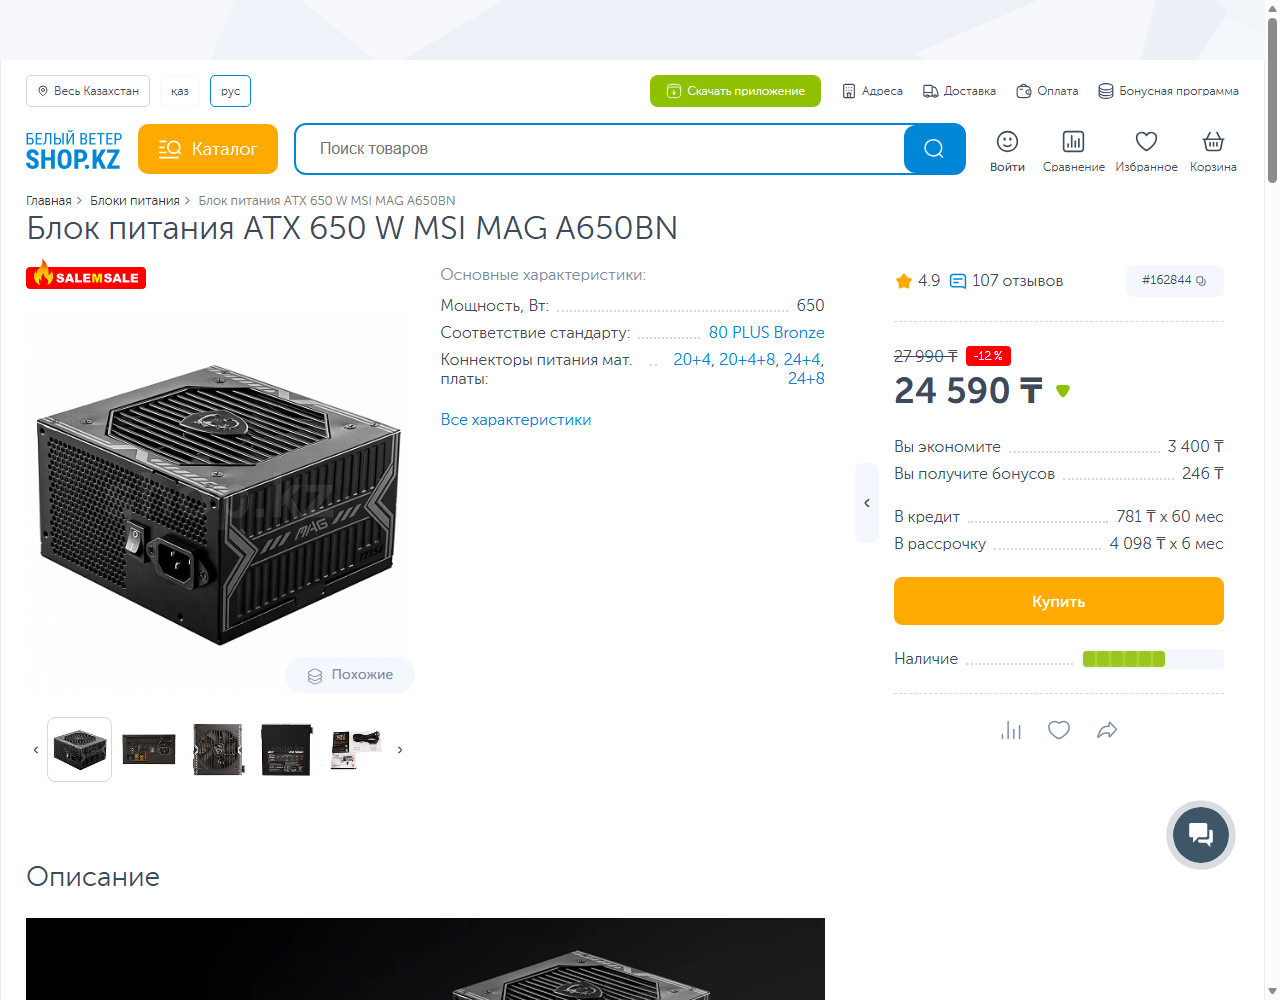 Весь Казахстан
қаз
рус
Скачать приложение
Адреса
Доставка
Оплата
Бонусная программа
БЕЛЫЙ ВЕТЕР
SHOP.KZ
Каталог
Поиск товаров
Войти
Сравнение
Избранное
Корзина
Главная
Блоки питания
Блок питания ATX 650 W MSI MAG A650BN
Блок питания ATX 650 W MSI MAG A650BN
SALEMSALE
Основные характеристики:
Мощность, Вт: 650
Соответствие стандарту: 80 PLUS Bronze
Коннекторы питания мат. платы: 20+4, 20+4+8, 24+4, 24+8
Все характеристики
MAG
Похожие
4.9
107 отзывов
#162844
27 990 ₸
-12 %
24 590 ₸
Вы экономите 3 400 ₸
Вы получите бонусов 246 ₸
В кредит 781 ₸ x 60 мес
В рассрочку 4 098 ₸ x 6 мес
Купить
Наличие
Описание